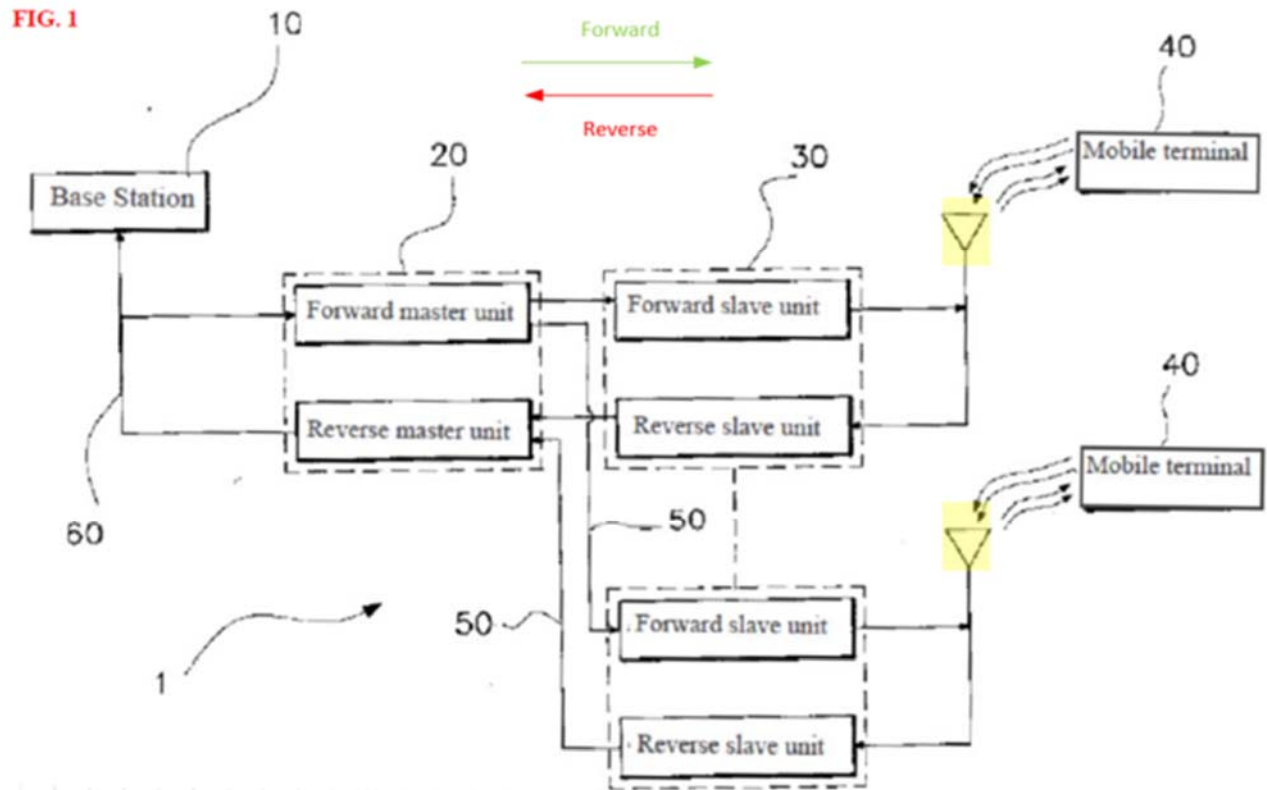 FIG. 1
10
Forward
Reverse
40
20
30
Mobile terminal
Base Station
Forward master unit
Forward slave unit
Reverse master unit
Reverse slave unit
40
Mobile terminal
60
50
50
Forward slave unit
1
Reverse slave unit